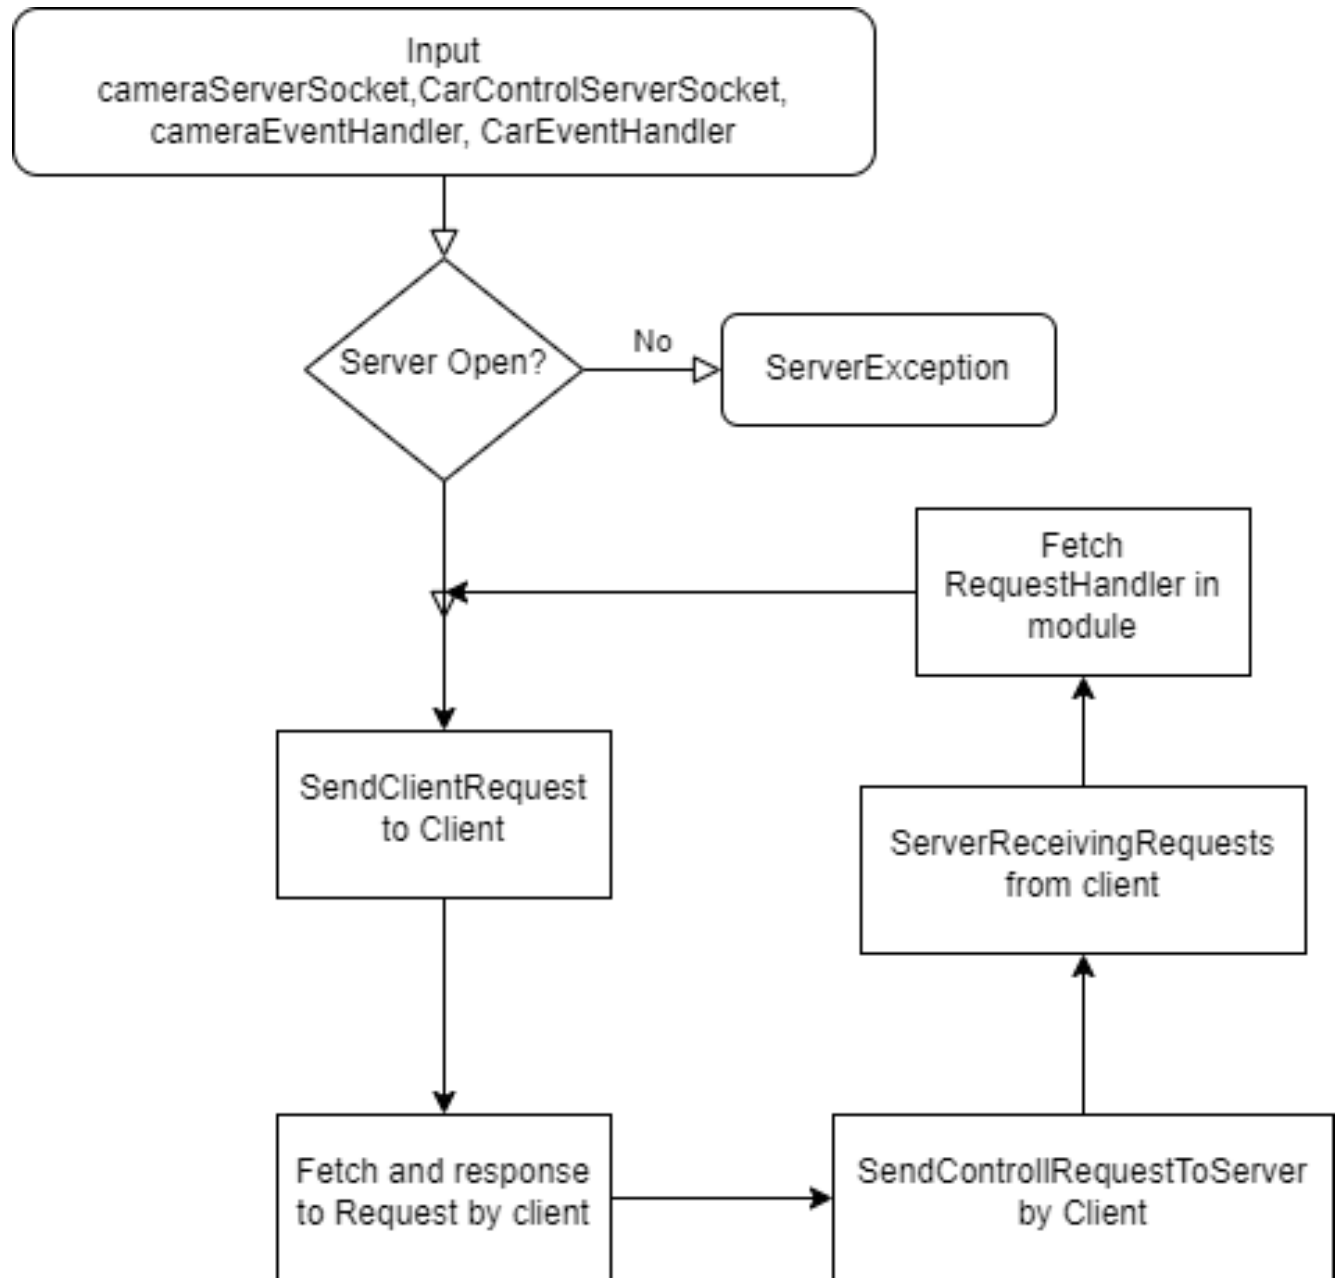 Input
cameraServerSocket,CarControlServerSocket,
cameraEventHandler, CarEventHandler
Server Open?
No
ServerException
Fetch
RequestHandler in
module
SendClientRequest
to Client
ServerReceivingRequests
from client
Fetch and response
to Request by client
SendControllRequestToServer
by Client